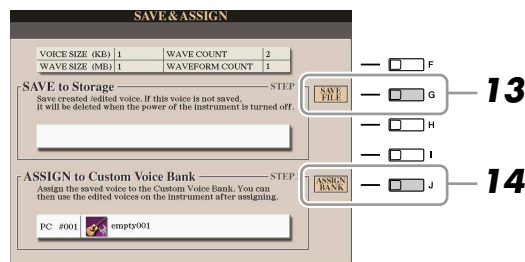 SAVE & ASSIGN
VOICE SIZE (KB) 1 WAVE COUNT 2
WAVE SIZE (MB) 1 WAVEFORM COUNT 1
SAVE to Storage STEP
Save created /edited voice. If this voice is not saved,
it will be deleted when the power of the instrument is turned off.
SAVE
FILE
ASSIGN to Custom Voice Bank STEP
Assign the saved voice to the Custom Voice Bank. You can
then use the edited voices on the instrument after assigning.
ASSIGN
BANK
PC #001 empty001
F
G
H
I
J
13
14